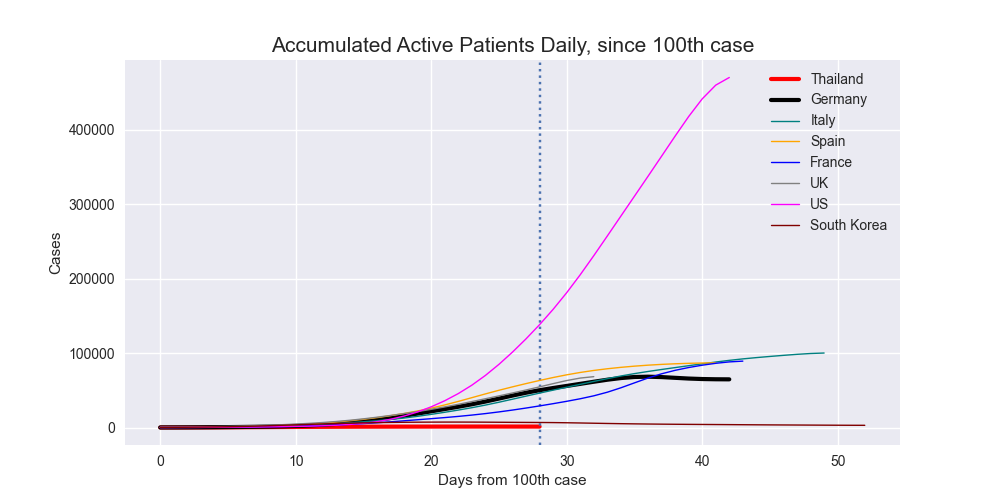 Accumulated Active Patients Daily, since 100th case
Thailand
Germany
Italy
Spain
France
UK
US
South Korea
400000
300000
200000
100000
0
Cases
0 10 20 30 40 50
Days from 100th case